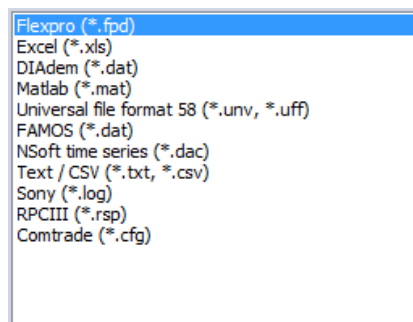 Flexpro (*.fpd)
Excel (*.xls)
DIAdem (*.dat)
Matlab (*.mat)
Universal file format 58 (*.unv, *.uff)
FAMOS (*.dat)
NSoft time series (*.dac)
Text / CSV (*.txt, *.csv)
Sony (*.log)
RPCIII (*.rsp)
Comtrade (*.cfg)